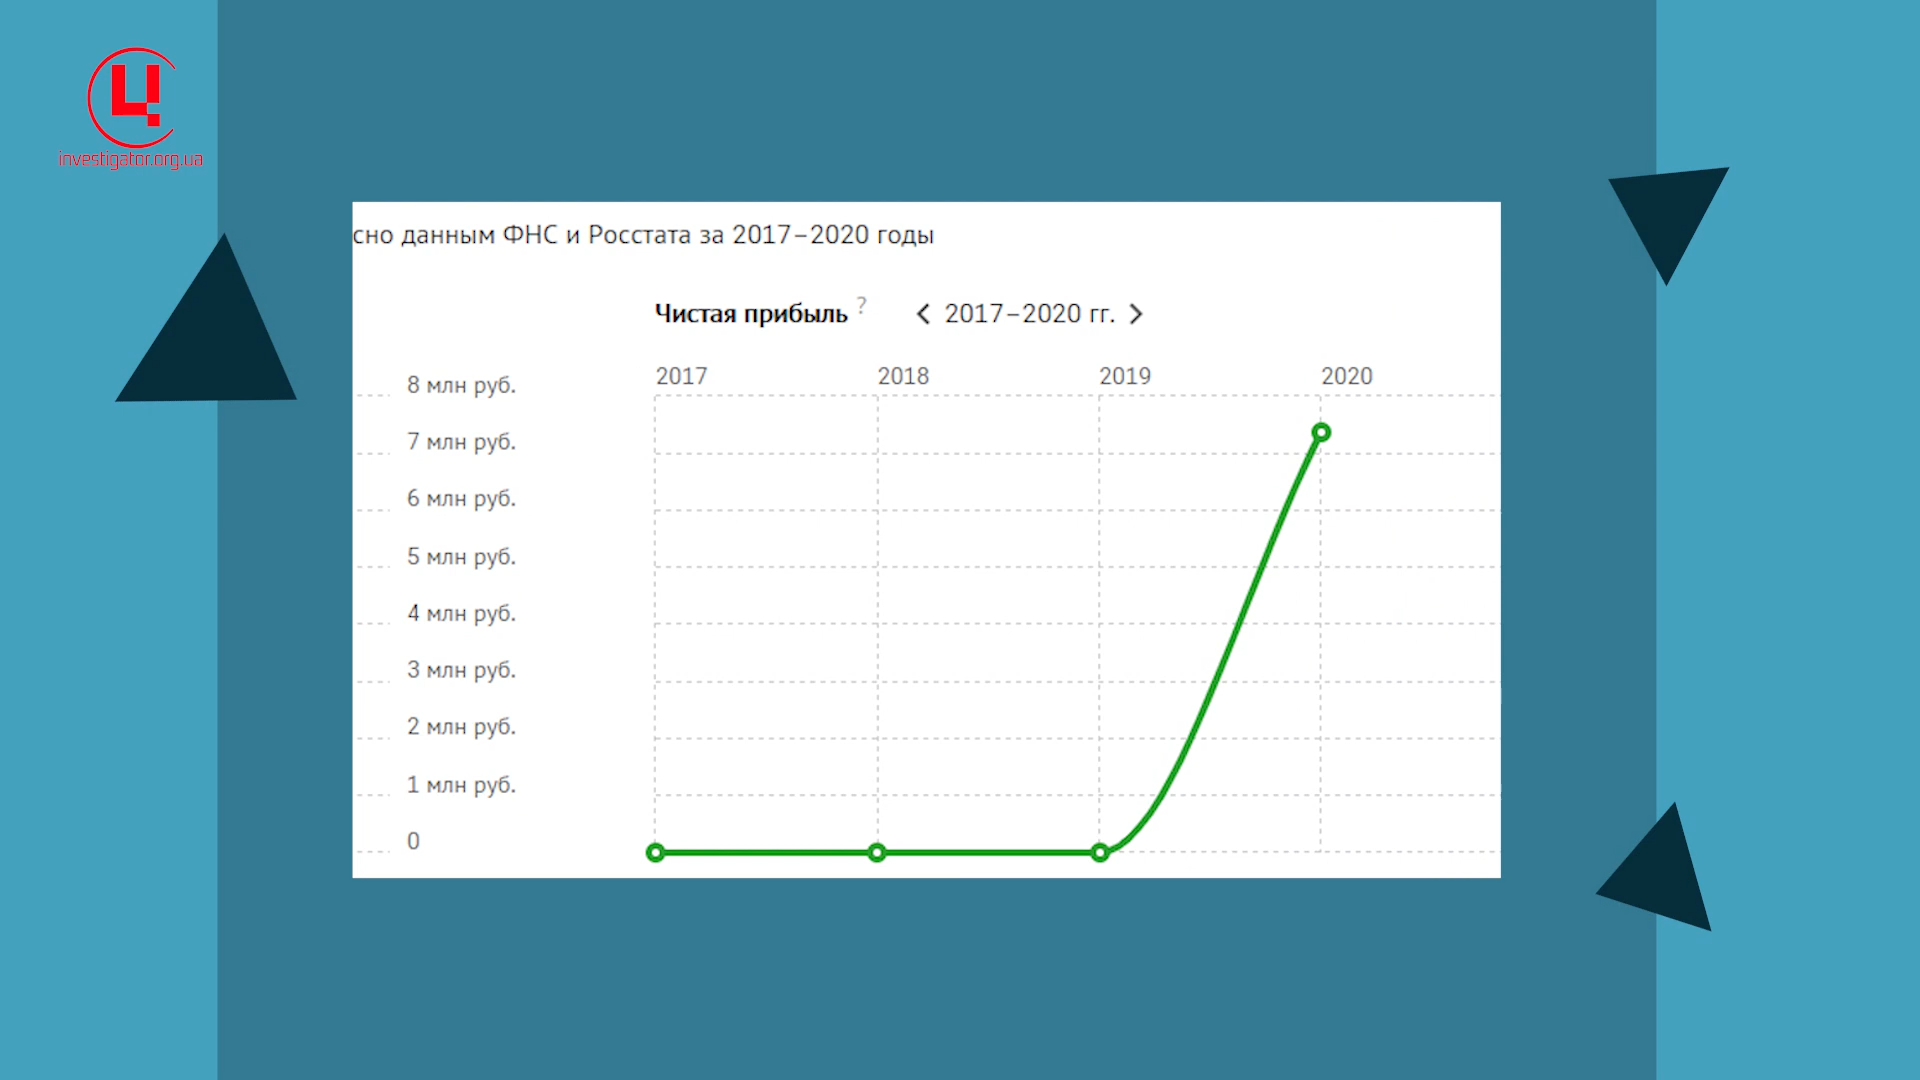 Ц
investigator.org.ua
сно данным ФНС и Росстата за 2017–2020 годы
Чистая прибыль ? < 2017–2020 гг. >
2017 2018 2019 2020
8 млн руб.
7 млн руб.
6 млн руб.
5 млн руб.
4 млн руб.
3 млн руб.
2 млн руб.
1 млн руб.
0